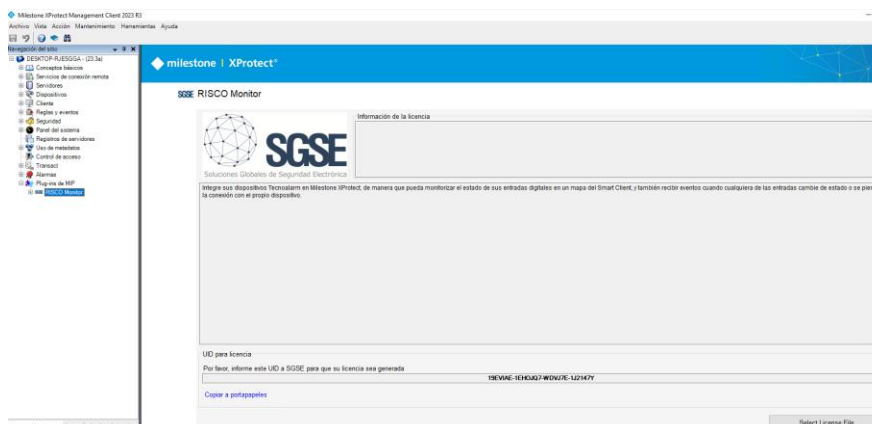 Milestone XProtect Management Client 2023 R3
Archivo Vista Acción Mantenimiento Herramientas Ayuda
Navegación del sitio
DESKTOP-RJESGGA - (23.3a)
Conceptos básicos
Servicios de conexión remota
Servidores
Dispositivos
Cliente
Reglas y eventos
Seguridad
Panel del sistema
Registros de servidores
Uso de metadatos
Control de acceso
Transact
Alarmas
Plug-ins de MIP
RISCO Monitor
milestone | XProtect®
SGSE RISCO Monitor
Información de la licencia
SGSE
Soluciones Globales de Seguridad Electrónica
Integre sus dispositivos Tecnoalarm en Milestone XProtect, de manera que pueda monitorizar el estado de sus entradas digitales en un mapa del Smart Client, y también recibir eventos cuando cualquiera de las entradas cambie de estado o se pier
la conexión con el propio dispositivo.
UID para licencia
Por favor, informe este UID a SGSE para que su licencia sea generada
Copiar a portapapeles
Select License File